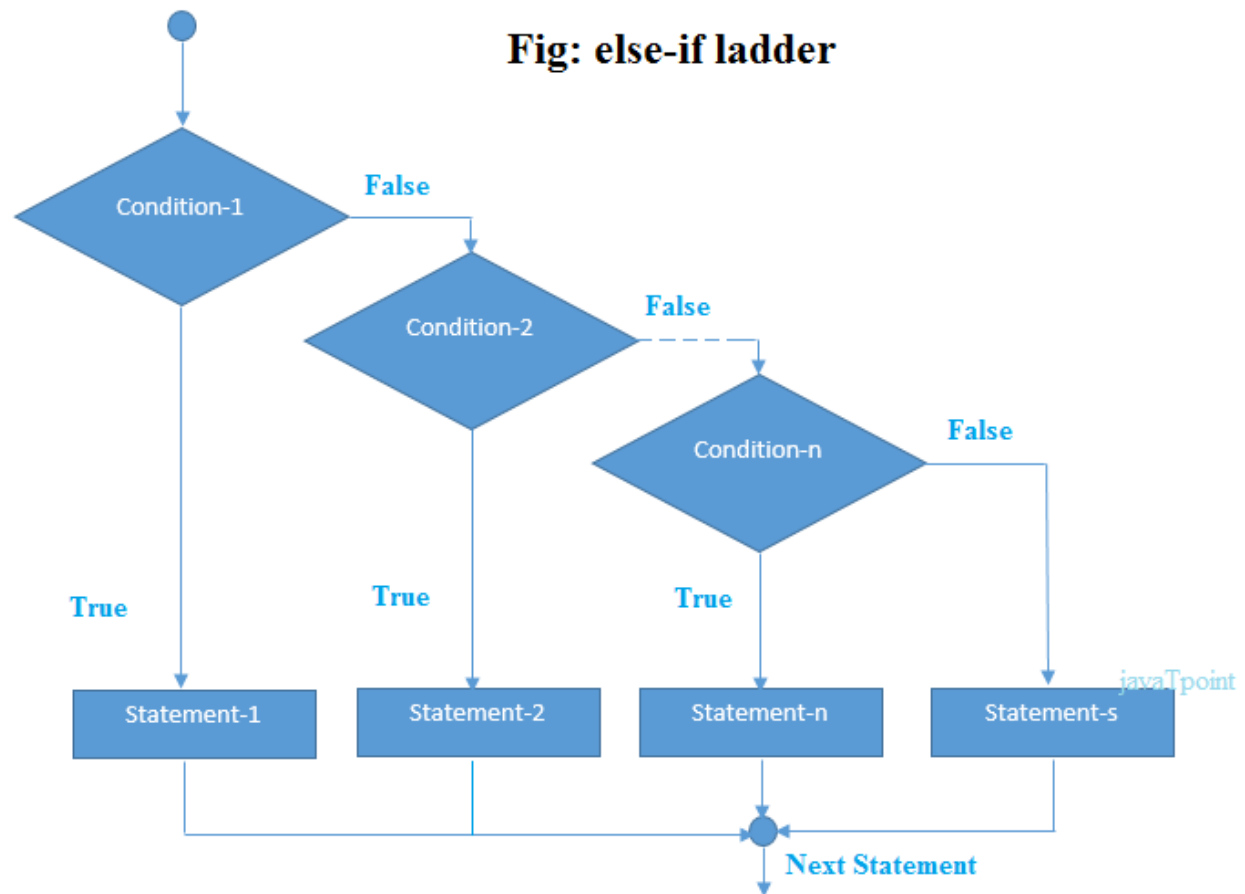 Fig: else-if ladder
Condition-1
False
Condition-2
False
Condition-n
False
True
True
True
javaTpoint
Statement-1
Statement-2
Statement-n
Statement-s
Next Statement